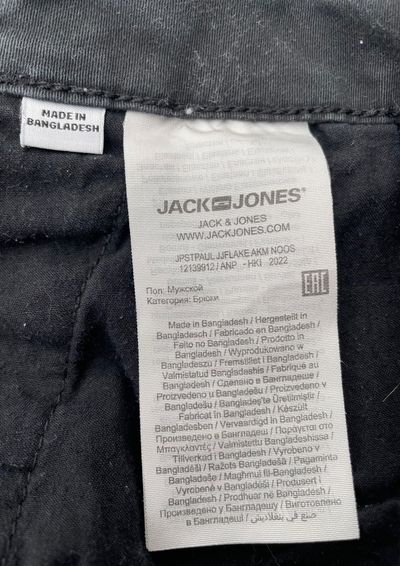 MADE IN
BANGLADESH
JACK JONES®
JACK & JONES
WWW.JACKJONES.COM
JPSTPAUL JJFLAKE AKM NOOS
12139912 / ANP - HKI 2022
EAC
Пол: Мужской
Категория: Брюки
Made in Bangladesh / Hergestellt in
Bangladesch / Fabricado en Bangladesh /
Feito no Bangladesh / Prodotto in
Bangladesh / Wyprodukowano w
Bangladeszu / Fremstillet i Bangladesh /
Valmistatud Bangladeshis / Fabriqué au
Bangladesh / Сделано в Бангладеше /
Proizvedeno u Bangladešu / Proizvedeno v
Bangladešu / Bangladeş'te Üretilmiştir /
Fabricat in Bangladesh / Készült
Bangladesben / Vervaardigd in Bangladesh /
Произведено в Бангладеш / Παράγεται στο
Μπαγκλαντές / Valmistettu Bangladeshissa /
Tillverkad i Bangladesh / Vyrobeno v
Bangladéši / Ražots Bangladešā / Pagaminta
Bangladeše / Maghmul fil-Bangladesh /
Vyrobené v Bangladéši / Produsert i
Bangladesh / Prodhuar në Bangladesh /
Произведено в Бангладеш / Виготовлено
в Бангладеші / صنع في بنغلاديش